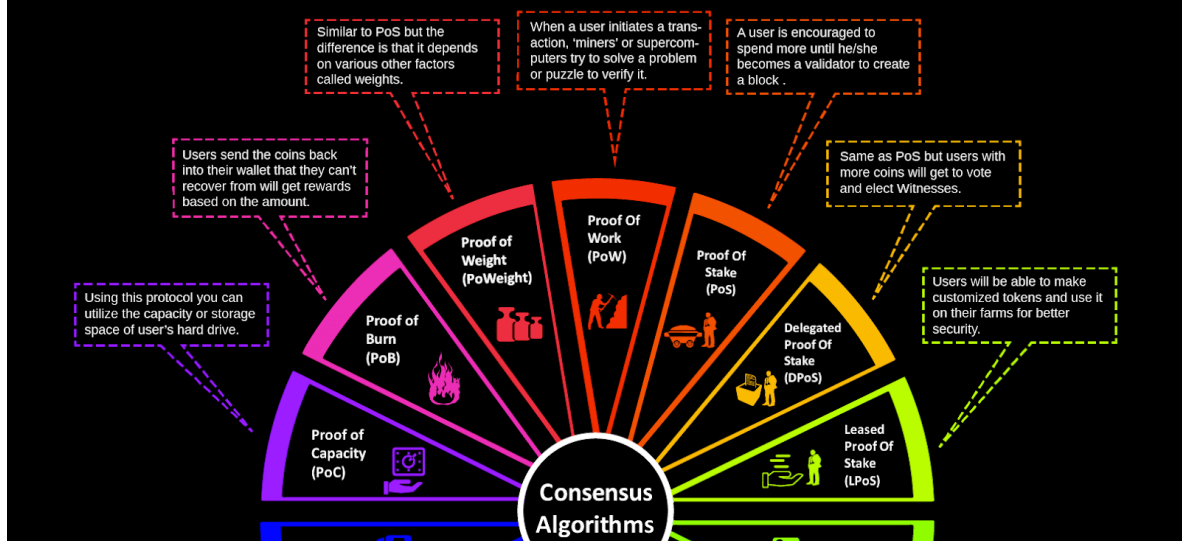 Similar to PoS but the
difference is that it depends
on various other factors
called weights.
When a user initiates a trans-
action, ‘miners’ or supercom-
puters try to solve a problem
or puzzle to verify it.
A user is encouraged to
spend more until he/she
becomes a validator to create
a block .
Users send the coins back
into their wallet that they can’t
recover from will get rewards
based on the amount.
Same as PoS but users with
more coins will get to vote
and elect Witnesses.
Using this protocol you can
utilize the capacity or storage
space of user’s hard drive.
Users will be able to make
customized tokens and use it
on their farms for better
security.
Proof of
Capacity
(PoC)
Proof of
Burn
(PoB)
Proof of
Weight
(PoWeight)
Proof Of
Work
(PoW)
Proof Of
Stake
(PoS)
Delegated
Proof Of
Stake
(DPoS)
Leased
Proof Of
Stake
(LPoS)
Consensus
Algorithms